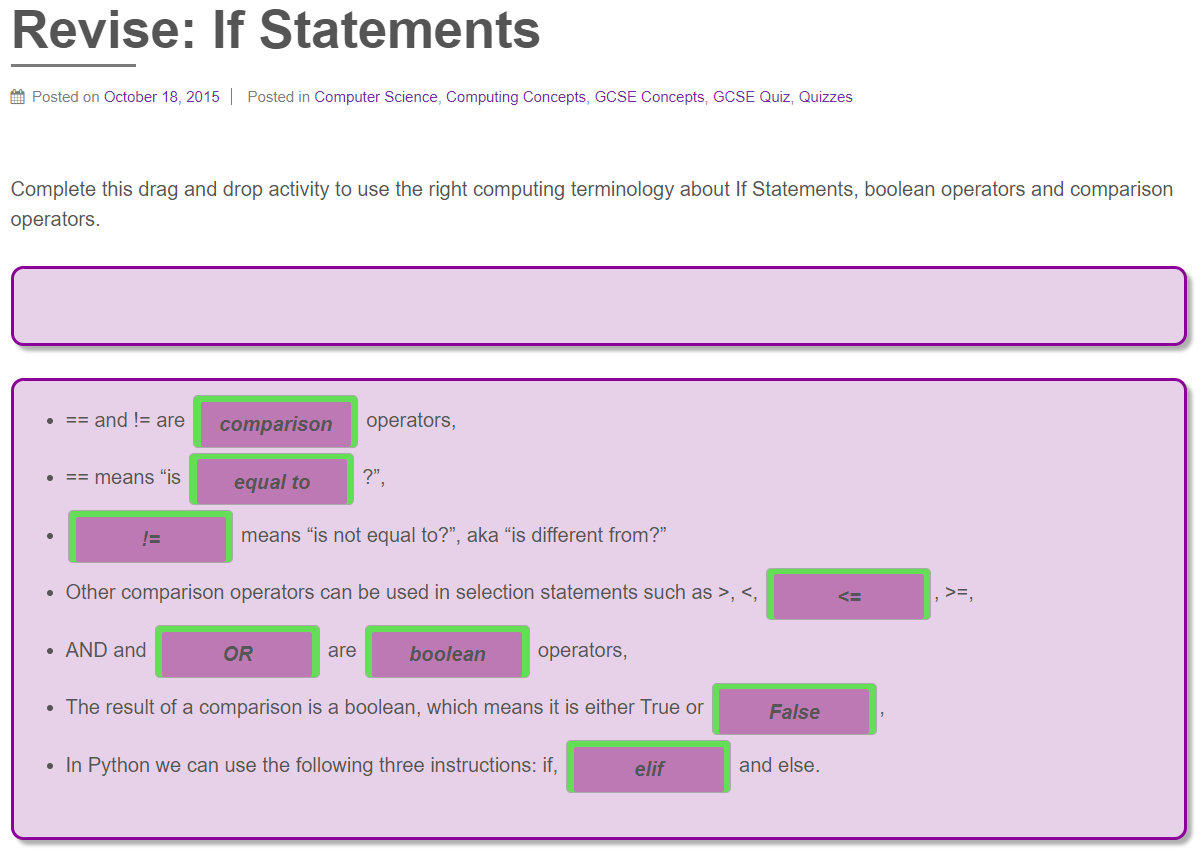 Revise: If Statements
Posted on October 18, 2015 Posted in Computer Science, Computing Concepts, GCSE Concepts, GCSE Quiz, Quizzes
Complete this drag and drop activity to use the right computing terminology about If Statements, boolean operators and comparison
operators.
== and != are comparison operators,
== means “is equal to ?”,
!= means “is not equal to?”, aka “is different from?”
Other comparison operators can be used in selection statements such as >, <, <= , >=,
AND and OR are boolean operators,
The result of a comparison is a boolean, which means it is either True or False ,
In Python we can use the following three instructions: if, elif and else.